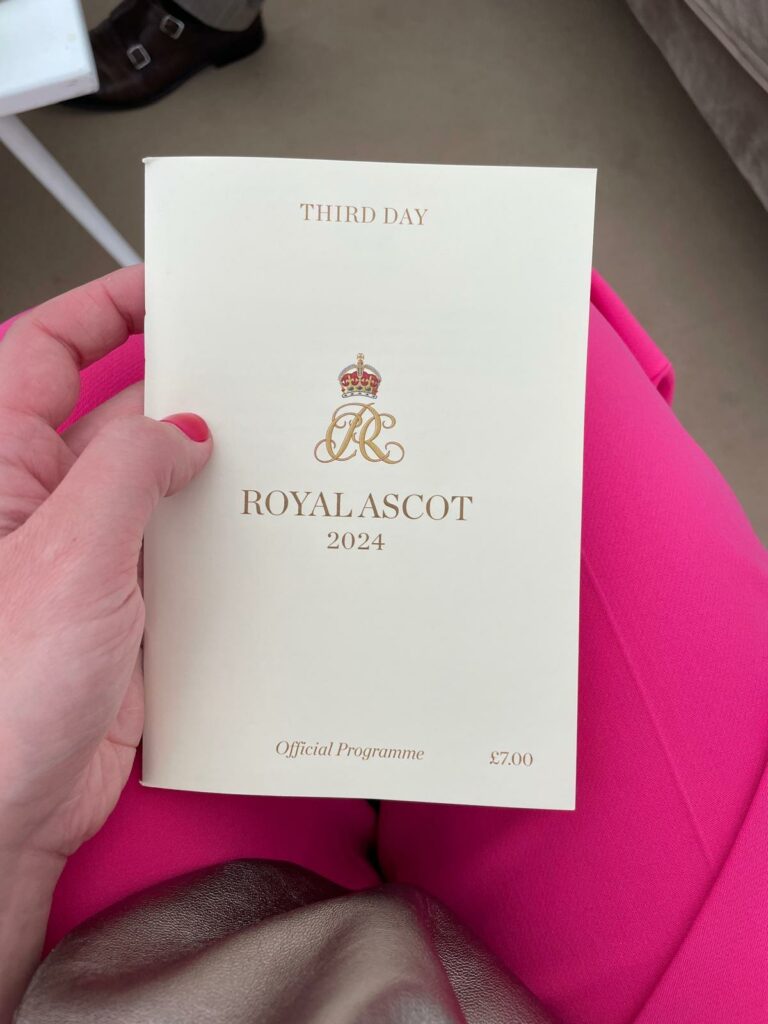 THIRD DAY
ROYAL ASCOT
2024
Official Programme £7.00